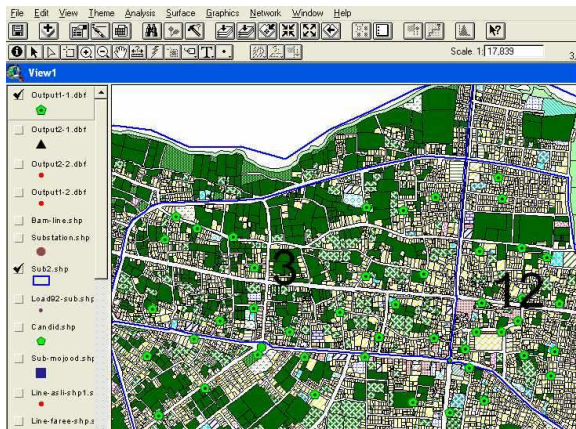 File Edit View Theme Analysis Surface Graphics Network Window Help
Scale 1: 17,839
View1
Output1-1.dbf
Output2-1.dbf
Output2-2.dbf
Output1-2.dbf
Bam-line.shp
Substation.shp
Sub2.shp
Load92-sub.shp
Candid.shp
Sub-mojood.shp
Line-asli-shp1.s
Line-faree-shp.s
3
12